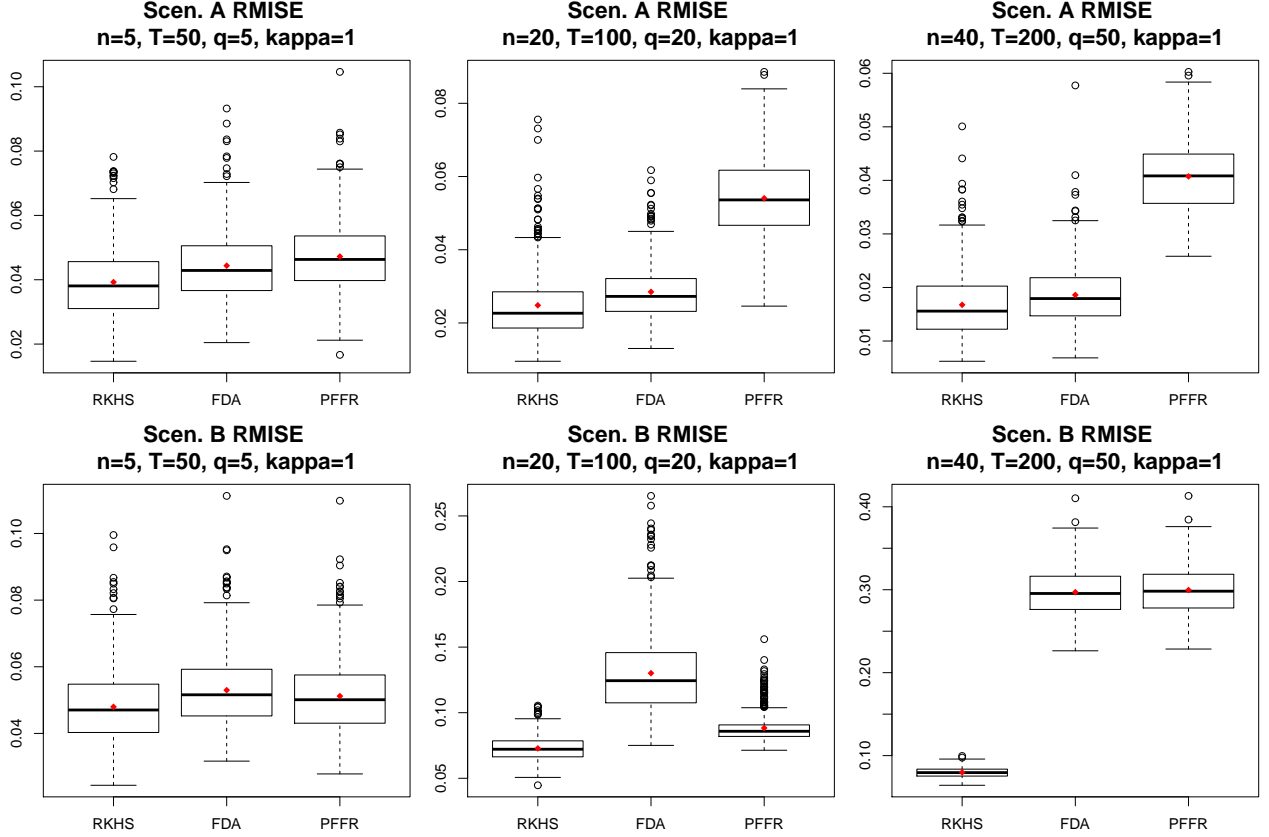 Scen. A RMISE
n=5, T=50, q=5, kappa=1
0.10
0.08
0.06
0.04
0.02
RKHS FDA PFFR
Scen. A RMISE
n=20, T=100, q=20, kappa=1
0.08
0.06
0.04
0.02
RKHS FDA PFFR
Scen. A RMISE
n=40, T=200, q=50, kappa=1
0.06
0.05
0.04
0.03
0.02
0.01
RKHS FDA PFFR
Scen. B RMISE
n=5, T=50, q=5, kappa=1
0.10
0.08
0.06
0.04
RKHS FDA PFFR
Scen. B RMISE
n=20, T=100, q=20, kappa=1
0.25
0.20
0.15
0.10
0.05
RKHS FDA PFFR
Scen. B RMISE
n=40, T=200, q=50, kappa=1
0.40
0.30
0.20
0.10
RKHS FDA PFFR